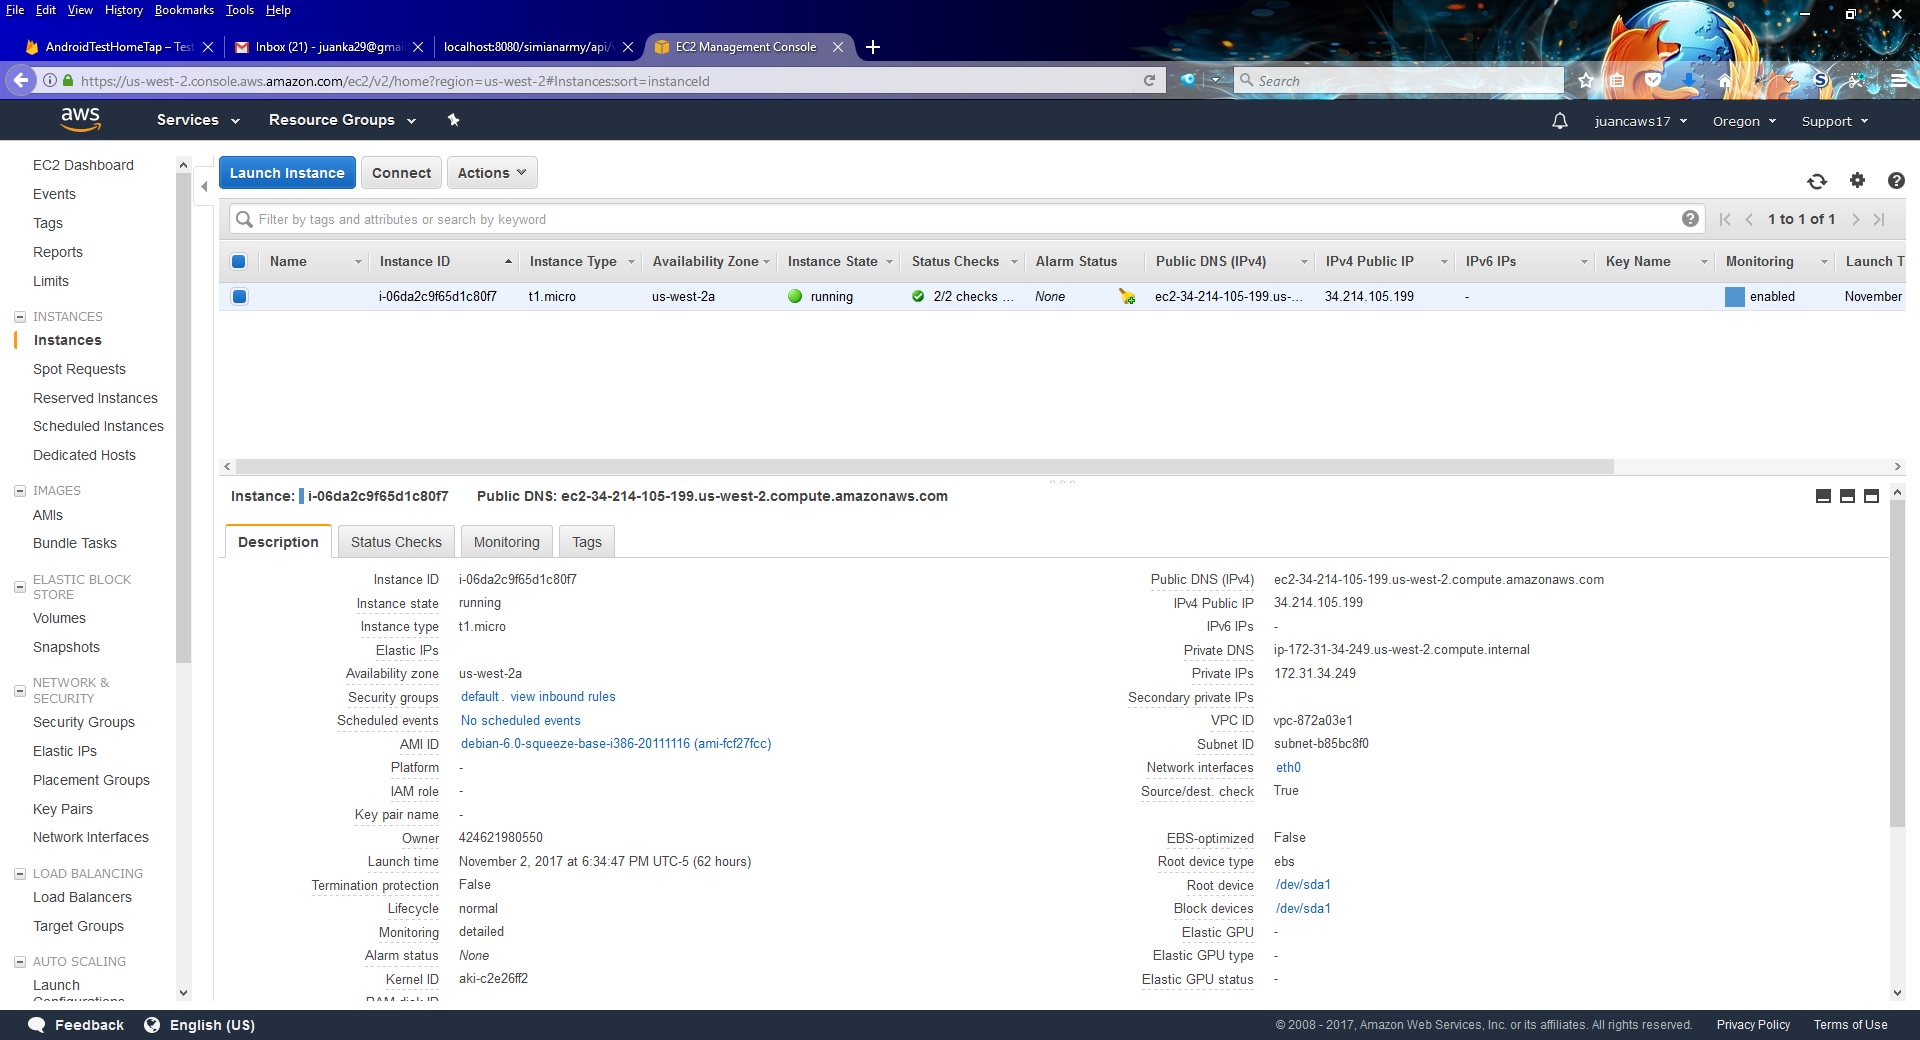 File Edit View History Bookmarks Tools Help
AndroidTestHomeTap – Test
Inbox (21) - juanka29@gmai
localhost:8080/simianarmy/api/v
EC2 Management Console
https://us-west-2.console.aws.amazon.com/ec2/v2/home?region=us-west-2#Instances:sort=instanceId
Search
aws Services Resource Groups juancaws17 Oregon Support
EC2 Dashboard
Events
Tags
Reports
Limits
INSTANCES
Instances
Spot Requests
Reserved Instances
Scheduled Instances
Dedicated Hosts
IMAGES
AMIs
Bundle Tasks
ELASTIC BLOCK
STORE
Volumes
Snapshots
NETWORK &
SECURITY
Security Groups
Elastic IPs
Placement Groups
Key Pairs
Network Interfaces
LOAD BALANCING
Load Balancers
Target Groups
AUTO SCALING
Launch
Configurations
Launch Instance Connect Actions
Filter by tags and attributes or search by keyword
1 to 1 of 1
Name Instance ID Instance Type Availability Zone Instance State Status Checks Alarm Status Public DNS (IPv4) IPv4 Public IP IPv6 IPs Key Name Monitoring Launch T
i-06da2c9f65d1c80f7 t1.micro us-west-2a running 2/2 checks ... None ec2-34-214-105-199.us-... 34.214.105.199 - enabled November
Instance: i-06da2c9f65d1c80f7 Public DNS: ec2-34-214-105-199.us-west-2.compute.amazonaws.com
Description Status Checks Monitoring Tags
Instance ID i-06da2c9f65d1c80f7
Instance state running
Instance type t1.micro
Elastic IPs
Availability zone us-west-2a
Security groups default. view inbound rules
Scheduled events No scheduled events
AMI ID debian-6.0-squeeze-base-i386-20111116 (ami-fcf27fcc)
Platform -
IAM role -
Key pair name -
Owner 424621980550
Launch time November 2, 2017 at 6:34:47 PM UTC-5 (62 hours)
Termination protection False
Lifecycle normal
Monitoring detailed
Alarm status None
Kernel ID aki-c2e26ff2
RAM disk ID
Public DNS (IPv4) ec2-34-214-105-199.us-west-2.compute.amazonaws.com
IPv4 Public IP 34.214.105.199
IPv6 IPs -
Private DNS ip-172-31-34-249.us-west-2.compute.internal
Private IPs 172.31.34.249
Secondary private IPs
VPC ID vpc-872a03e1
Subnet ID subnet-b85bc8f0
Network interfaces eth0
Source/dest. check True
EBS-optimized False
Root device type ebs
Root device /dev/sda1
Block devices /dev/sda1
Elastic GPU -
Elastic GPU type -
Elastic GPU status -
Feedback English (US)
© 2008 - 2017, Amazon Web Services, Inc. or its affiliates. All rights reserved. Privacy Policy Terms of Use